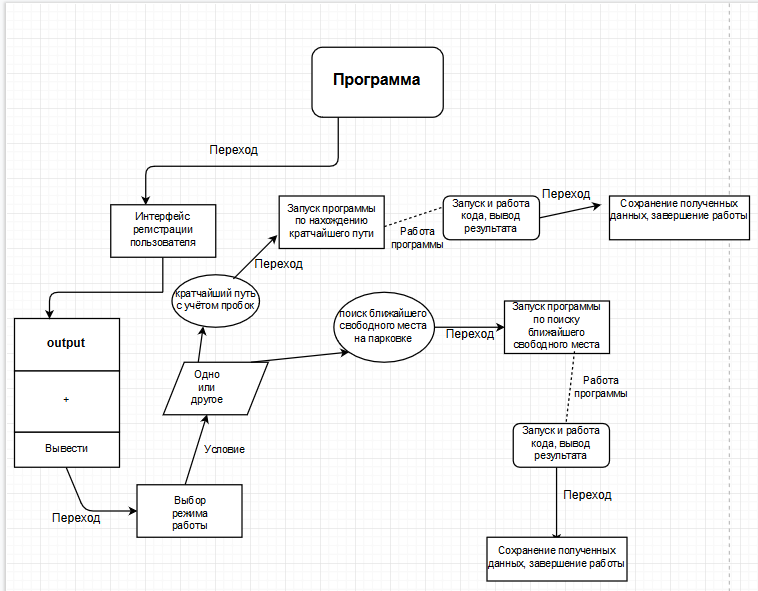 Программа
Переход
Интерфейс
регистрации
пользователя
Запуск программы
по нахождению
кратчайшего пути
Работа
программы
Запуск и работа
кода, вывод
результата
Переход
Сохранение полученных
данных, завершение работы
Переход
кратчайший путь
с учётом пробок
поиск ближайшего
свободного места
на парковке
Переход
Запуск программы
по поиску
ближайшего
свободного места
output
+
Вывести
Одно
или
другое
Работа
программы
Условие
Запуск и работа
кода, вывод
результата
Переход
Выбор
режима
работы
Переход
Сохранение полученных
данных, завершение работы